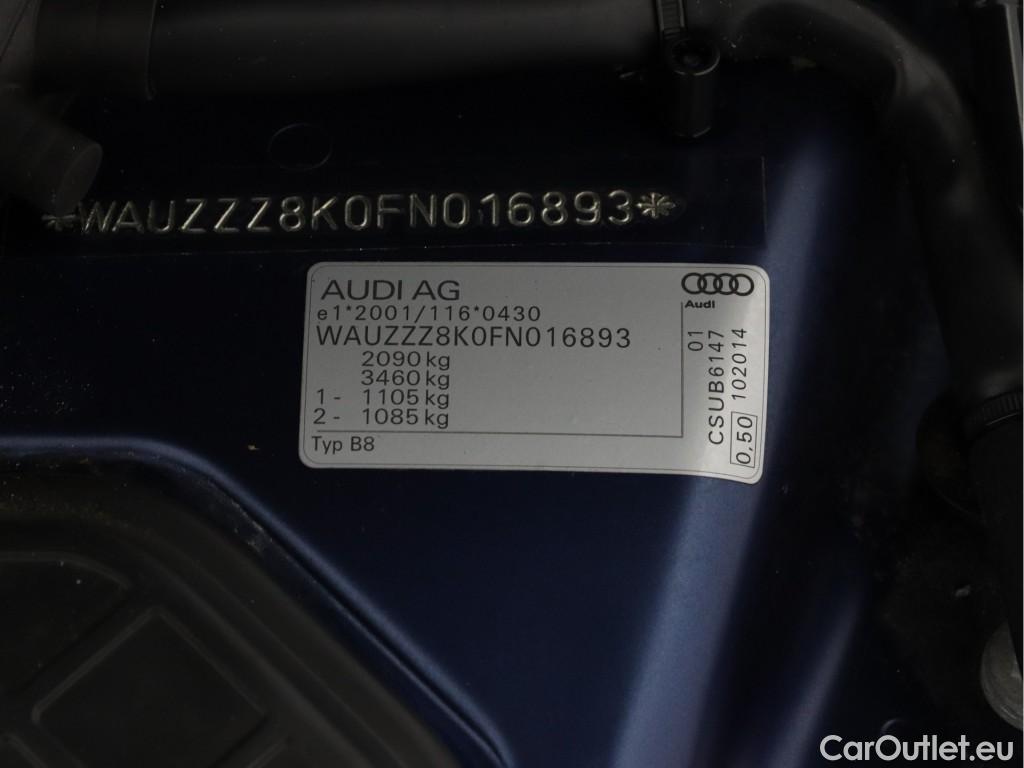 *WAUZZZ8K0FN016893*
AUDI AG
Audi
e1*2001/116*0430
WAUZZZ8K0FN016893
2090 kg
3460 kg
1 - 1105 kg
2 - 1085 kg
Typ B8
01
CSUB6147
0,50 102014
CarOutlet.eu